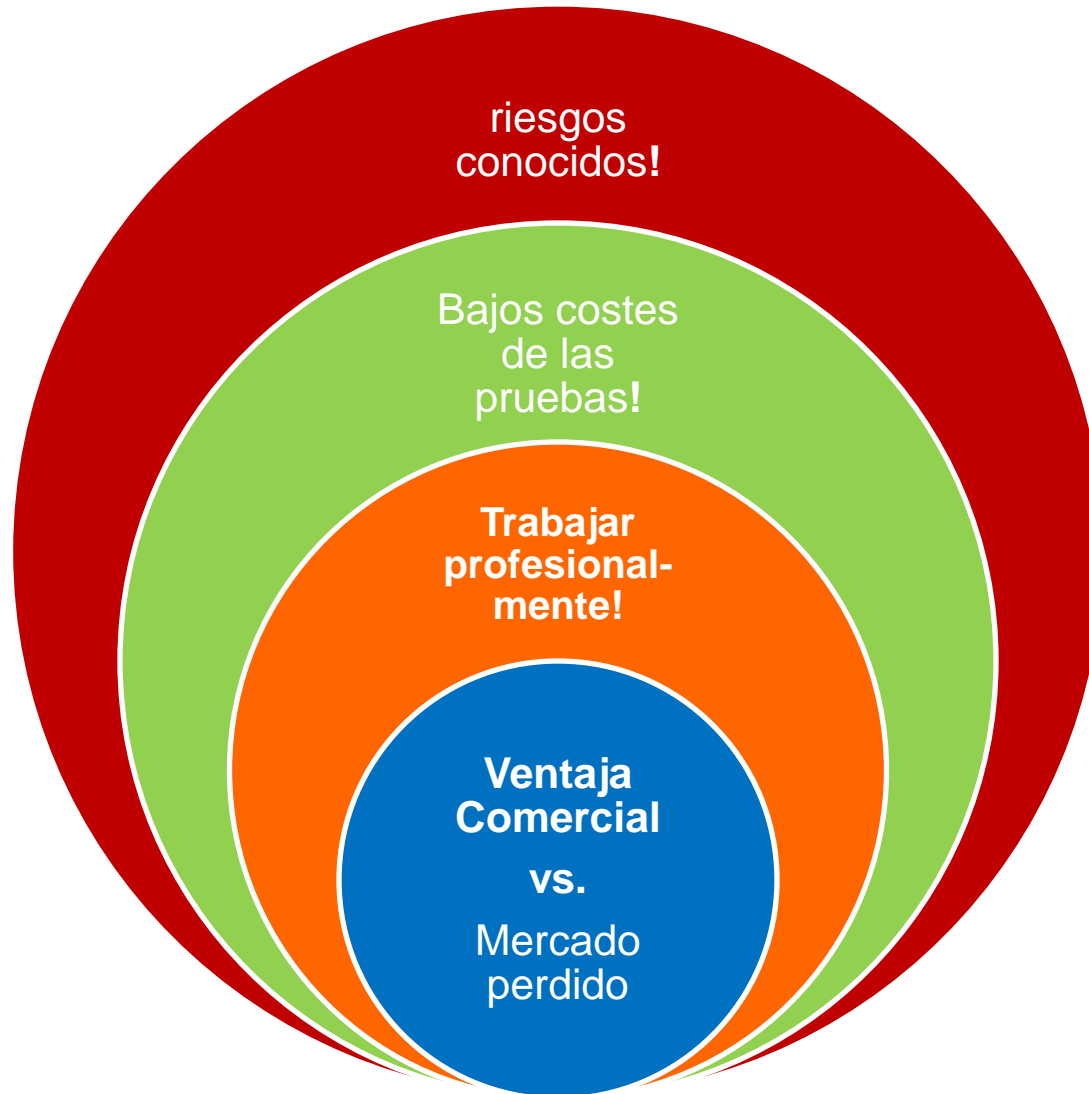 riesgos
conocidos!
Bajos costes
de las
pruebas!
Trabajar
profesional-
mente!
Ventaja
Comercial
vs.
Mercado
perdido